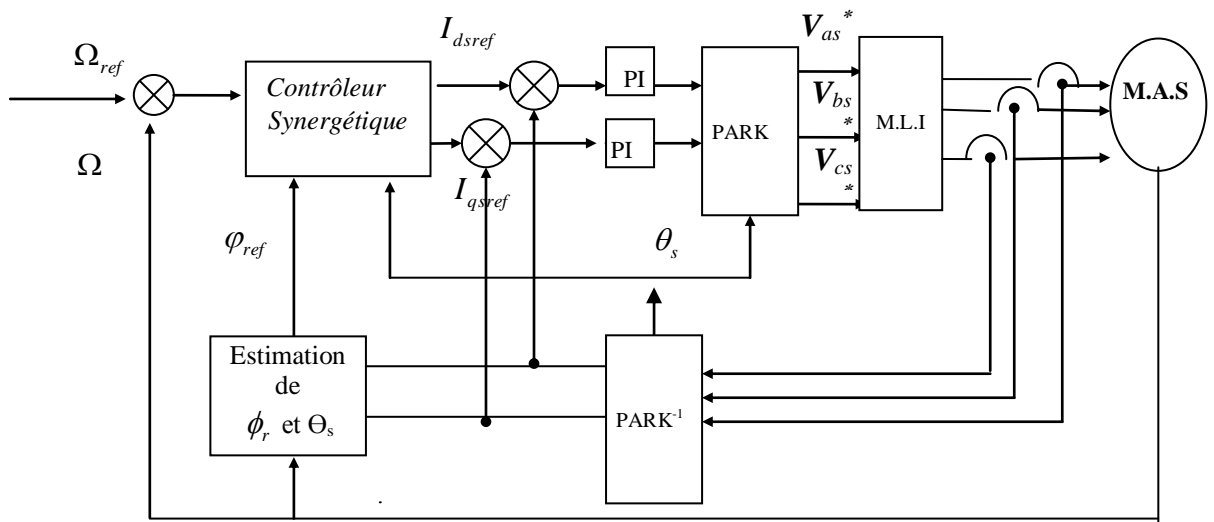 Ω_ref
Ω
Contrôleur
Synergétique
I_dsref
I_qsref
PI
PI
PARK
V_as*
V_bs
*
V_cs
*
M.L.I
M.A.S
φ_ref
θ_s
Estimation
de
ϕ_r et Θ_s
PARK⁻¹
.